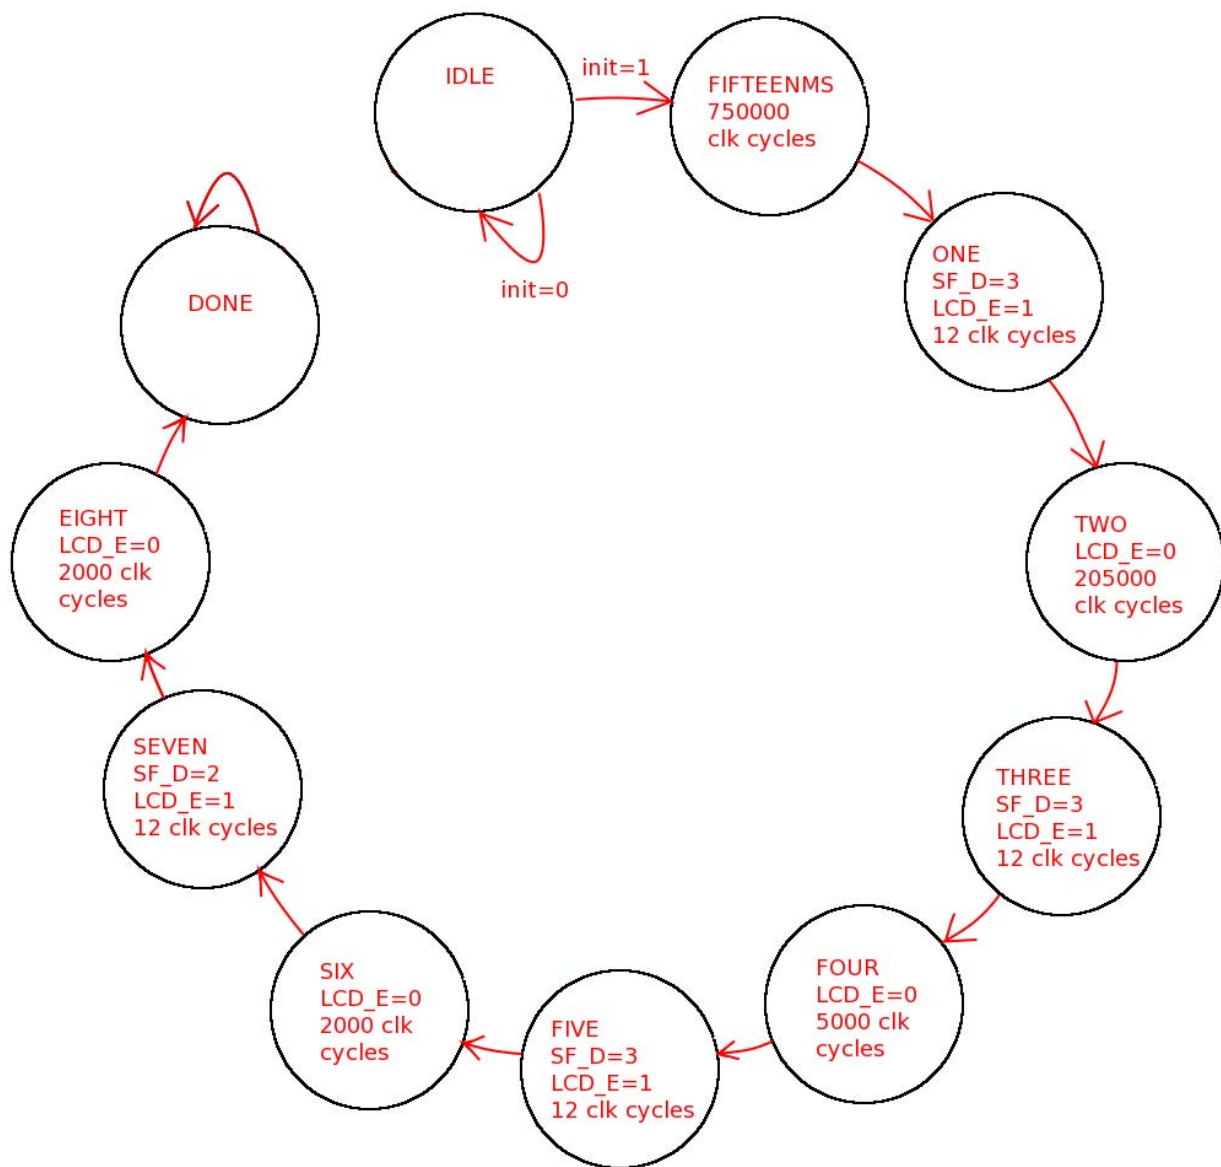 IDLE
init=1
init=0
FIFTEENMS
750000
clk cycles
ONE
SF_D=3
LCD_E=1
12 clk cycles
TWO
LCD_E=0
205000
clk cycles
THREE
SF_D=3
LCD_E=1
12 clk cycles
FOUR
LCD_E=0
5000 clk
cycles
FIVE
SF_D=3
LCD_E=1
12 clk cycles
SIX
LCD_E=0
2000 clk
cycles
SEVEN
SF_D=2
LCD_E=1
12 clk cycles
EIGHT
LCD_E=0
2000 clk
cycles
DONE